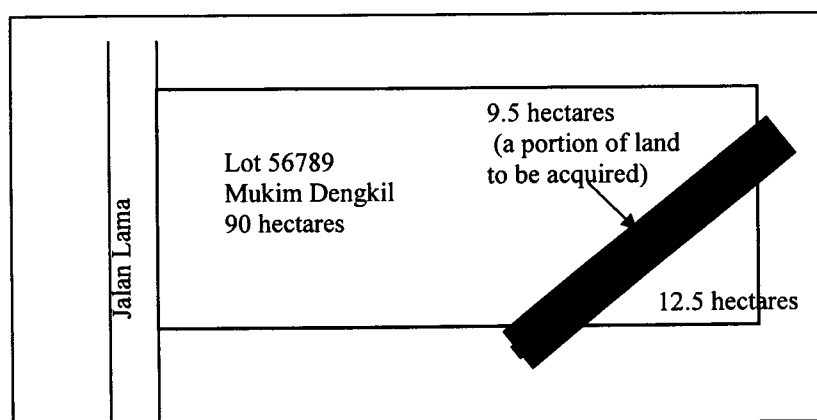 Jalan Lama
Lot 56789
Mukim Dengkil
90 hectares
9.5 hectares
(a portion of land
to be acquired)
12.5 hectares